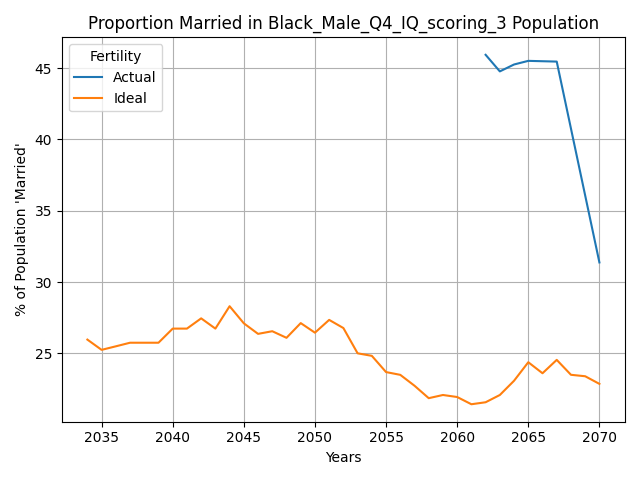 Proportion Married in Black_Male_Q4_IQ_scoring_3 Population
Fertility
Actual
Ideal
% of Population 'Married'
45
40
35
30
25
2035 2040 2045 2050 2055 2060 2065 2070
Years